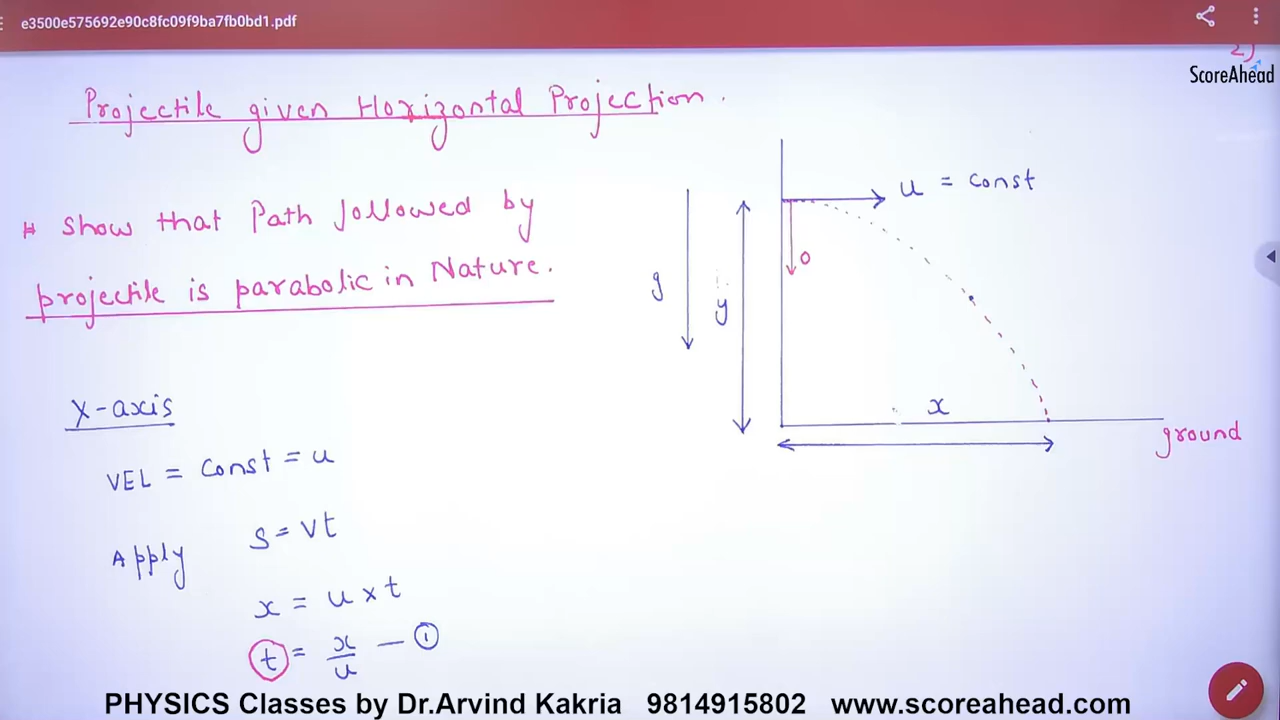 e3500e575692e90c8fc09f9ba7fb0bd1.pdf
2)
ScoreAhead
Projectile given Horizontal Projection.
Show that Path followed by
projectile is parabolic in Nature.
u = const
0
g
y
x
ground
X-axis
VEL = Const = u
Apply s = vt
x = u × t
t = x/u — ①
PHYSICS Classes by Dr.Arvind Kakria 9814915802 www.scoreahead.com